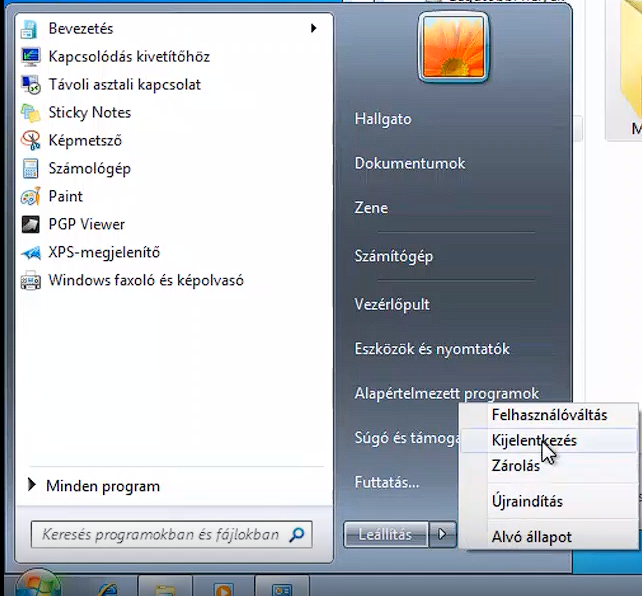 Bevezetés
Kapcsolódás kivetítőhöz
Távoli asztali kapcsolat
Sticky Notes
Képmetsző
Számológép
Paint
PGP Viewer
XPS-megjelenítő
Windows faxoló és képolvasó
Minden program
Keresés programokban és fájlokban
Hallgato
Dokumentumok
Zene
Számítógép
Vezérlőpult
Eszközök és nyomtatók
Alapértelmezett programok
Súgó és támoga
Futtatás...
Leállítás
Felhasználóváltás
Kijelentkezés
Zárolás
Újraindítás
Alvó állapot
M